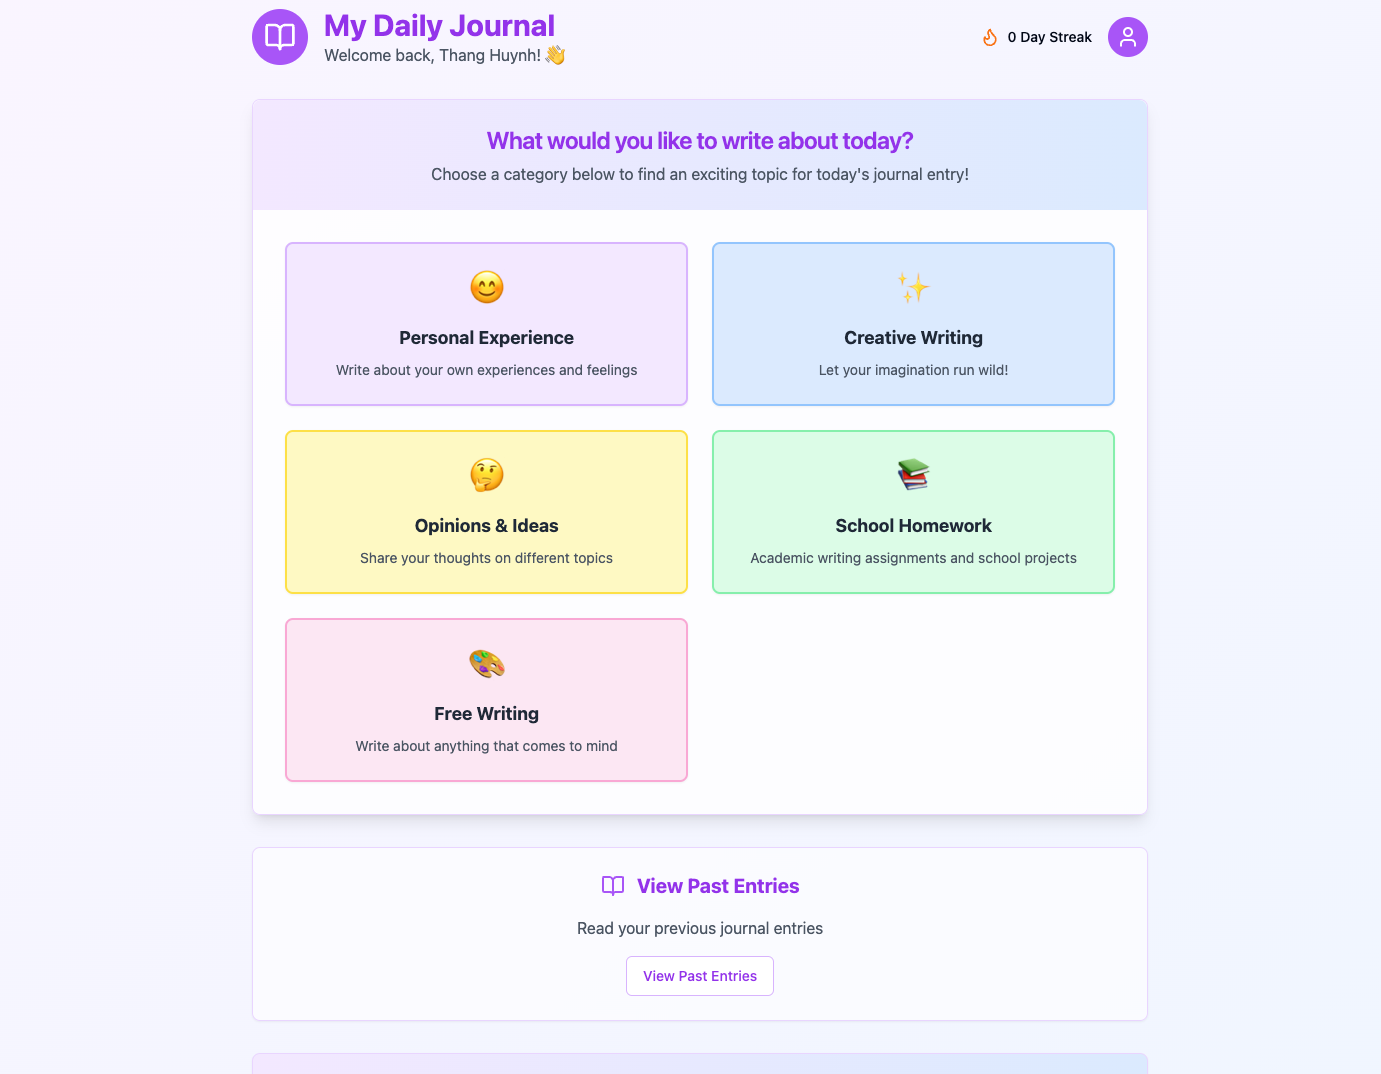 My Daily Journal
Welcome back, Thang Huynh! 👋
0 Day Streak
What would you like to write about today?
Choose a category below to find an exciting topic for today's journal entry!
Personal Experience
Write about your own experiences and feelings
Creative Writing
Let your imagination run wild!
Opinions & Ideas
Share your thoughts on different topics
School Homework
Academic writing assignments and school projects
Free Writing
Write about anything that comes to mind
View Past Entries
Read your previous journal entries
View Past Entries